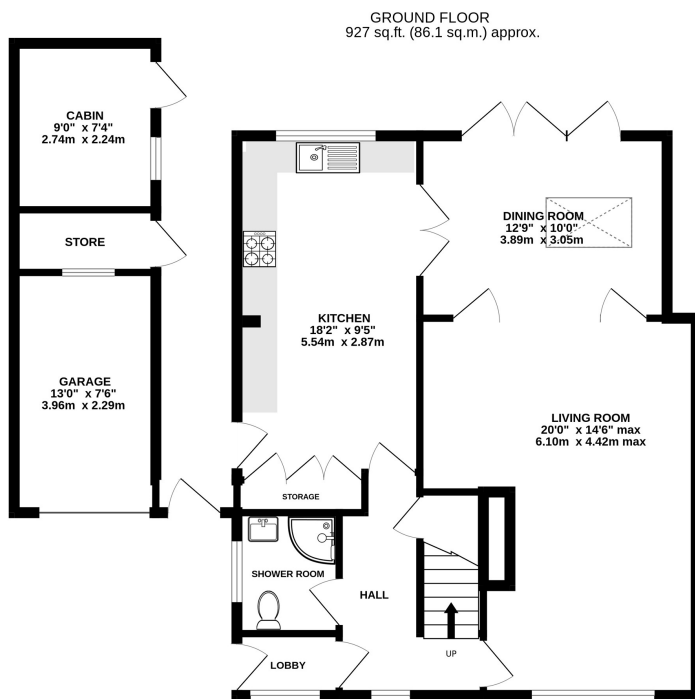 GROUND FLOOR
927 sq.ft. (86.1 sq.m.) approx.
CABIN
9'0" x 7'4"
2.74m x 2.24m
STORE
GARAGE
13'0" x 7'6"
3.96m x 2.29m
KITCHEN
18'2" x 9'5"
5.54m x 2.87m
DINING ROOM
12'9" x 10'0"
3.89m x 3.05m
LIVING ROOM
20'0" x 14'6" max
6.10m x 4.42m max
STORAGE
SHOWER ROOM
HALL
LOBBY
UP